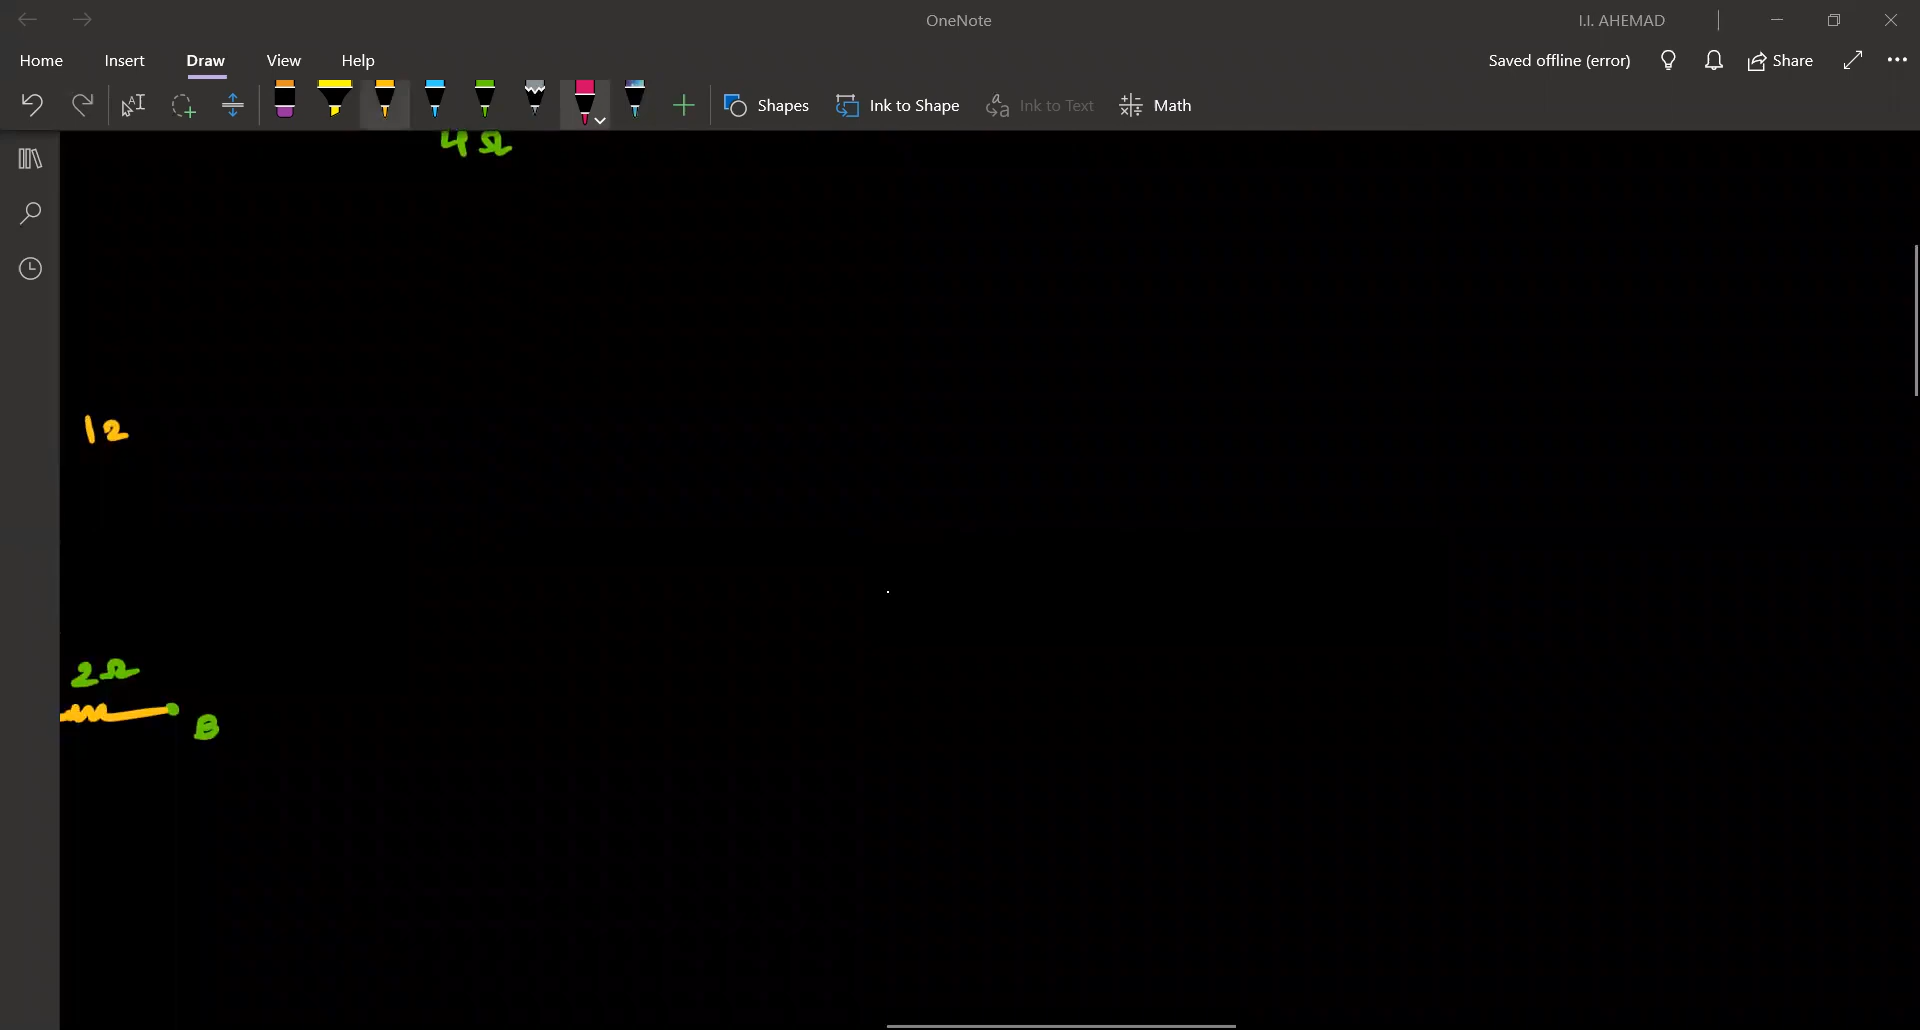 OneNote
I.I. AHEMAD
Home Insert Draw View Help
Saved offline (error) Share
Shapes Ink to Shape Ink to Text Math
4Ω
12
2Ω
B